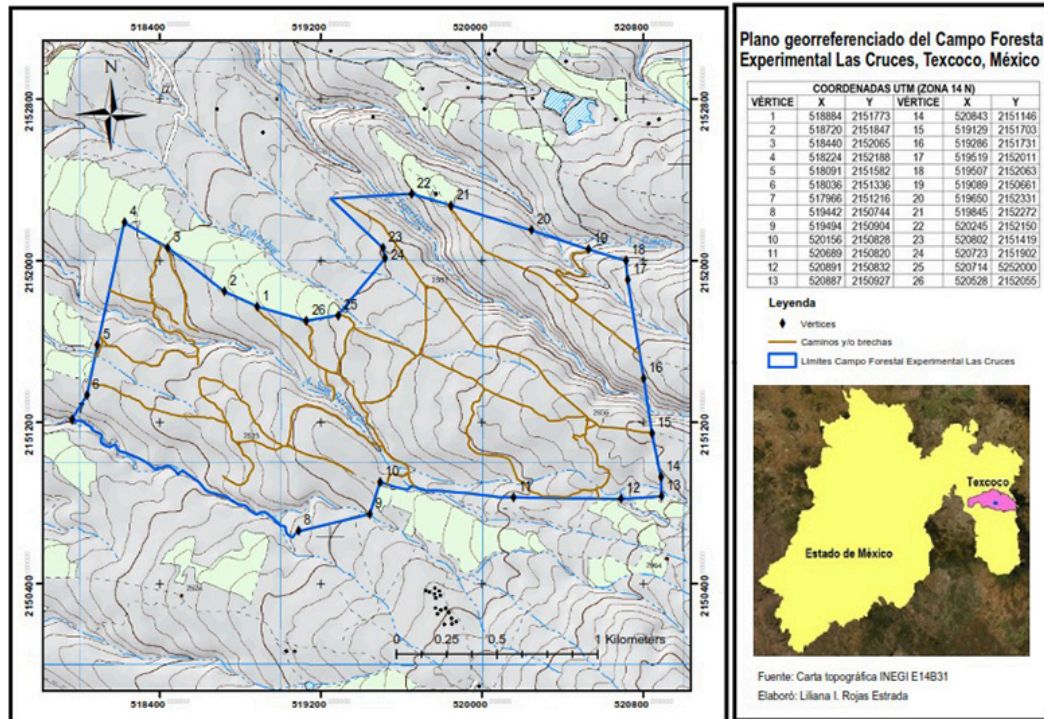 518400
519200
520000
520800
N
2152800
2152000
2151200
2150400
2152800
2152000
2151200
2150400
22
21
20
19
18
17
4
3
23
24
2
1
26
25
5
6
16
15
14
13
12
11
10
9
8
0 0.25 0.5 1 Kilometers
518400
519200
520000
520800
Plano georreferenciado del Campo Forestal
Experimental Las Cruces, Texcoco, México
COORDENADAS UTM (ZONA 14 N)
VÉRTICE X Y VÉRTICE X Y
1 518884 2151773 14 520843 2151146
2 518720 2151847 15 519129 2151703
3 518440 2152065 16 519286 2151731
4 518224 2152188 17 519519 2152011
5 518091 2151582 18 519507 2152063
6 518036 2151336 19 519089 2150661
7 517966 2151216 20 519650 2152331
8 519442 2150744 21 519845 2152272
9 519494 2150904 22 520245 2152150
10 520156 2150828 23 520802 2151419
11 520689 2150820 24 520723 2151902
12 520891 2150832 25 520714 5252000
13 520887 2150927 26 520528 2152055
Leyenda
Vértices
Caminos y/o brechas
Límites Campo Forestal Experimental Las Cruces
Texcoco
Estado de México
Fuente: Carta topográfica INEGI E14B31
Elaboró: Liliana I. Rojas Estrada